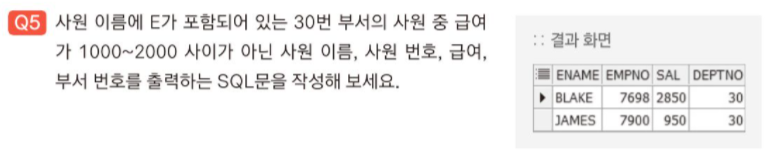 Q5 사원 이름에 E가 포함되어 있는 30번 부서의 사원 중 급여
가 1000~2000 사이가 아닌 사원 이름, 사원 번호, 급여,
부서 번호를 출력하는 SQL문을 작성해 보세요.
:: 결과 화면
ENAME EMPNO SAL DEPTNO
BLAKE 7698 2850 30
JAMES 7900 950 30